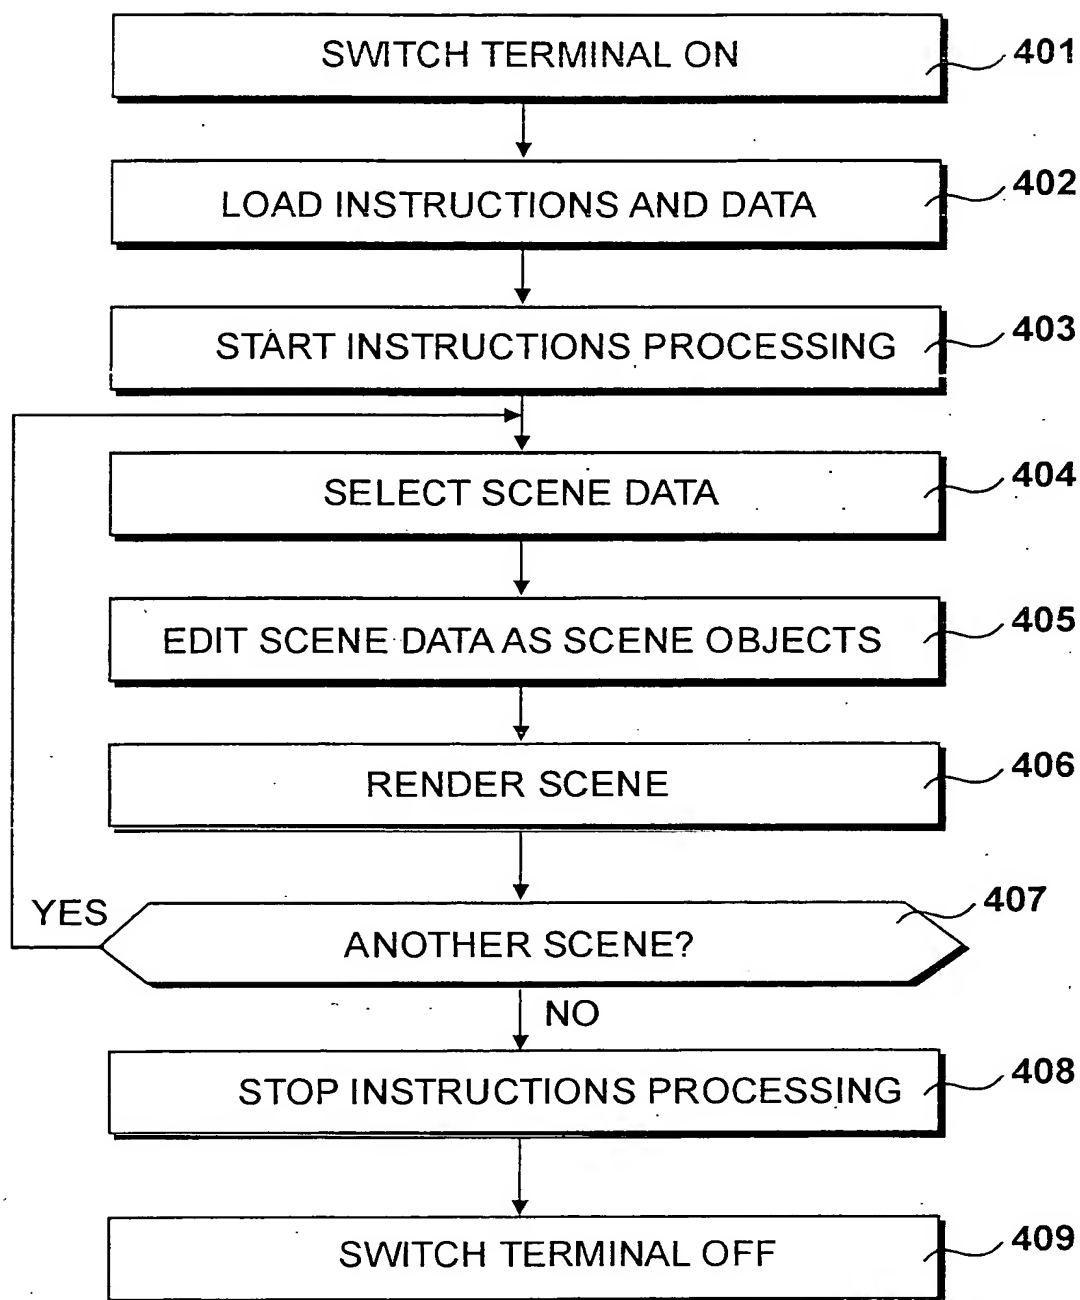 SWITCH TERMINAL ON 401
LOAD INSTRUCTIONS AND DATA 402
START INSTRUCTIONS PROCESSING 403
SELECT SCENE DATA 404
EDIT SCENE DATA AS SCENE OBJECTS 405
RENDER SCENE 406
YES
ANOTHER SCENE? 407
NO
STOP INSTRUCTIONS PROCESSING 408
SWITCH TERMINAL OFF 409